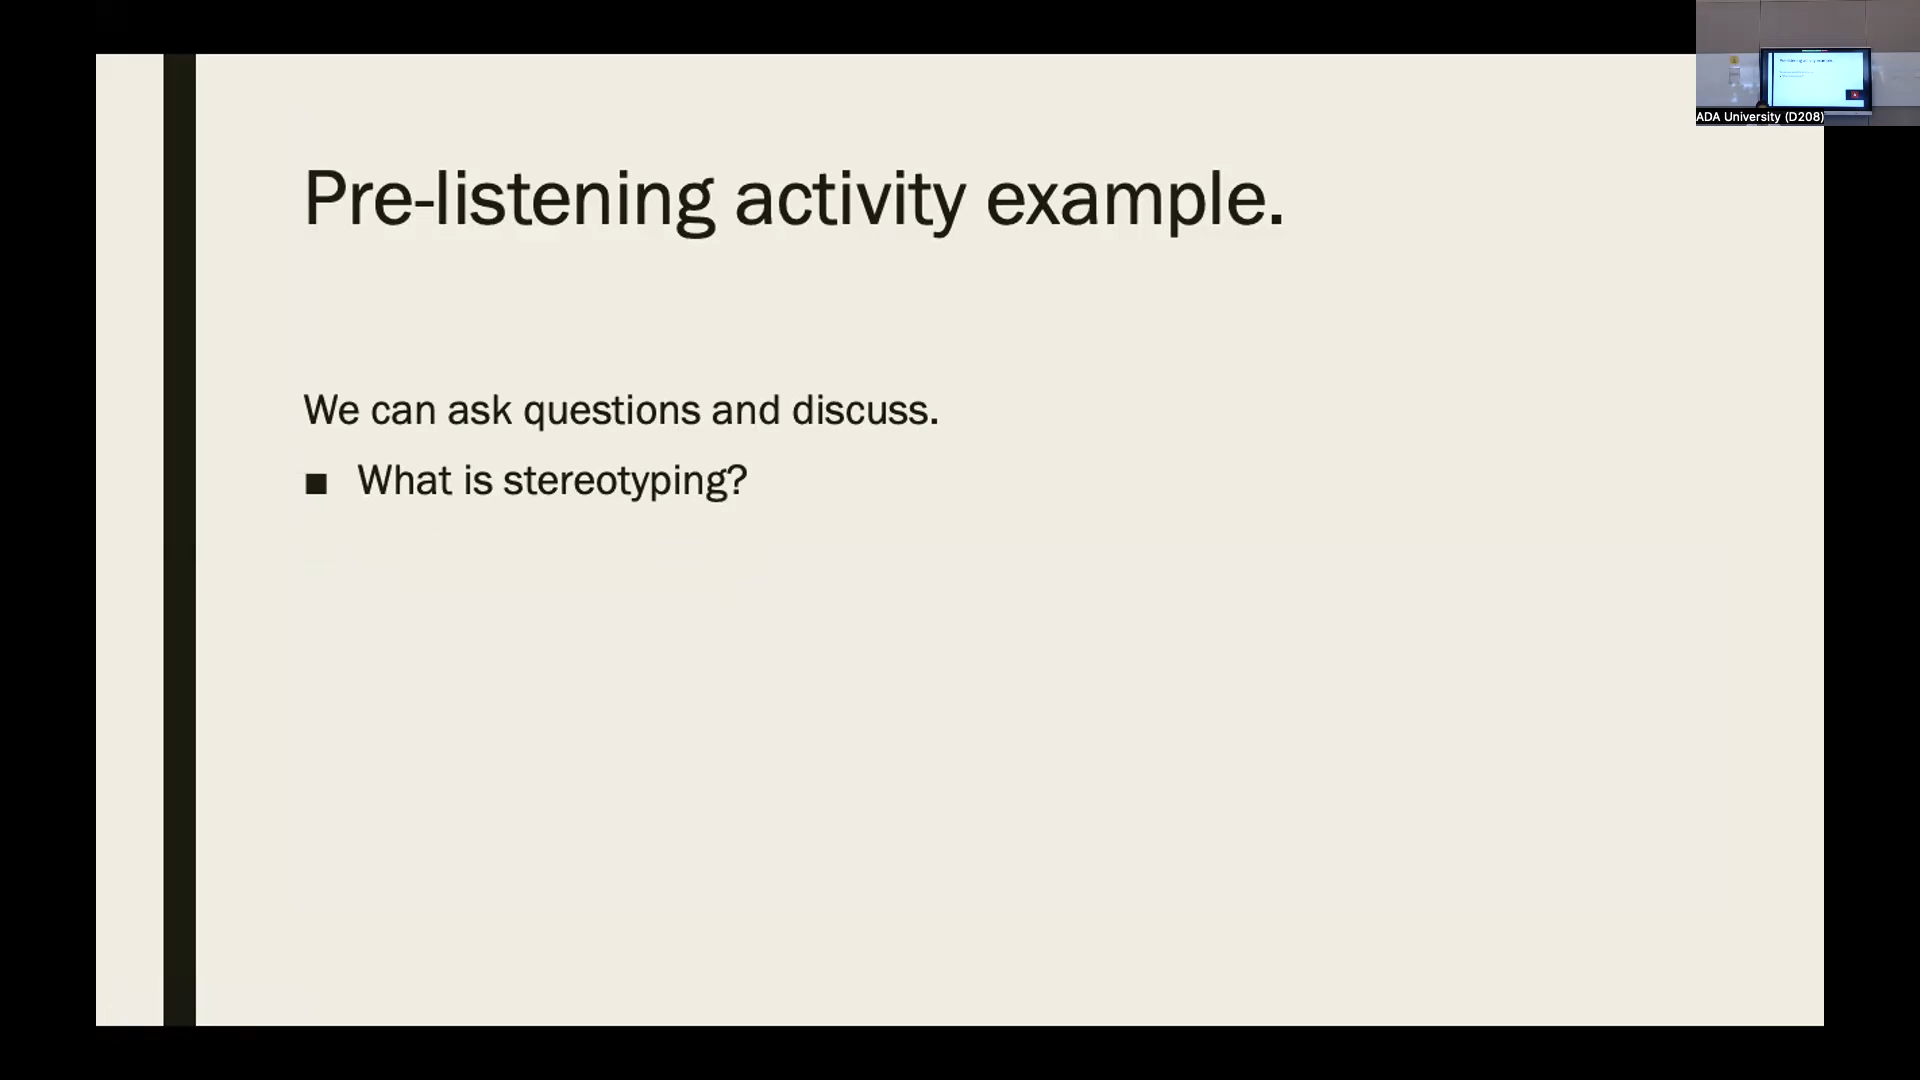 Pre-listening activity example.
We can ask questions and discuss.
■ What is stereotyping?
ADA University (D208)